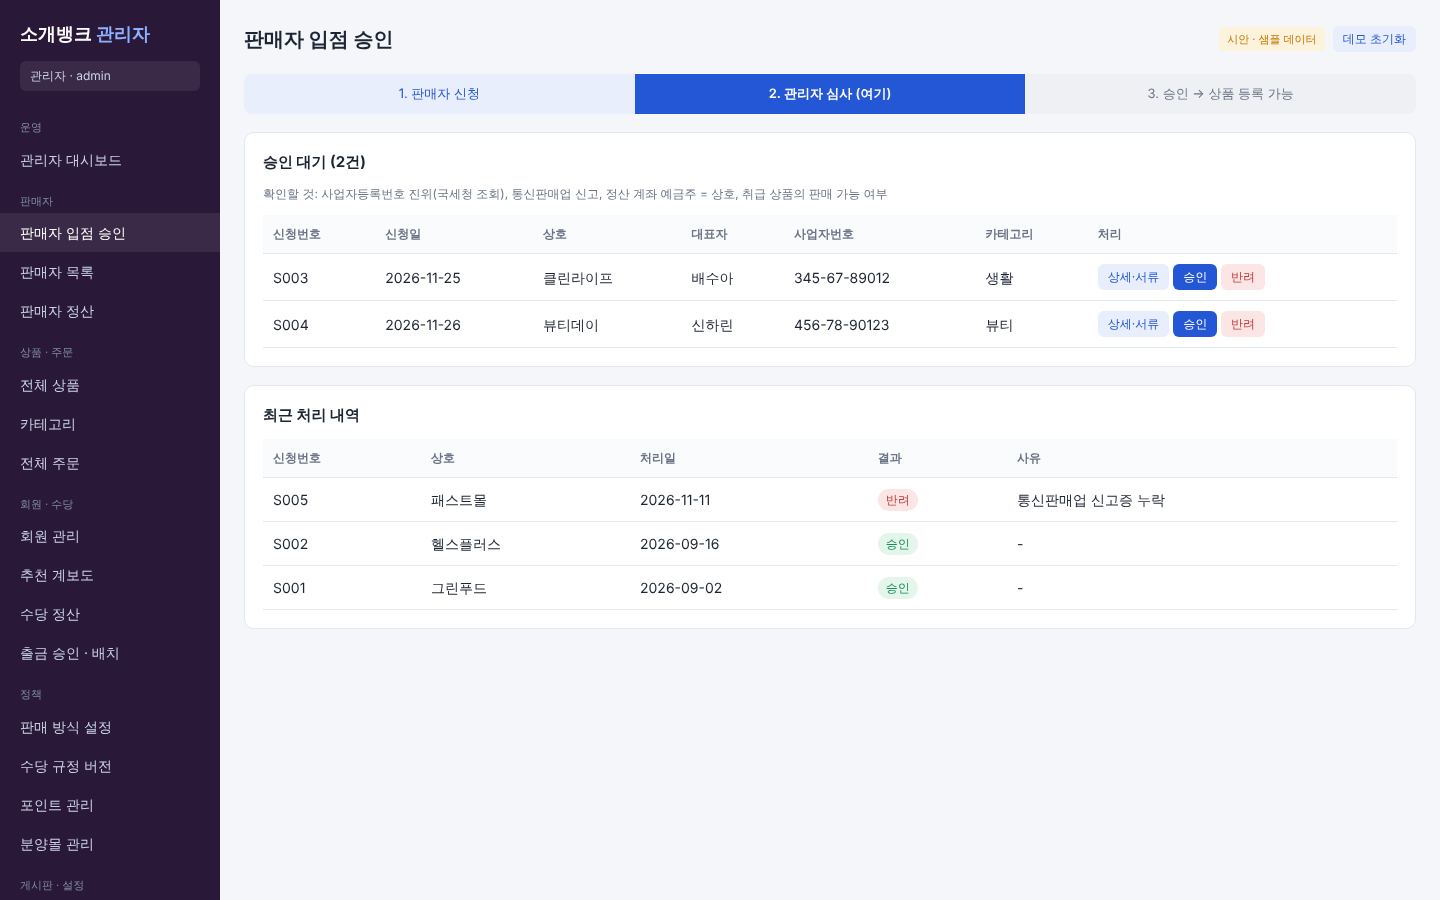 소개뱅크 관리자
관리자 · admin
운영
관리자 대시보드
판매자
판매자 입점 승인
판매자 목록
판매자 정산
상품 · 주문
전체 상품
카테고리
전체 주문
회원 · 수당
회원 관리
추천 계보도
수당 정산
출금 승인 · 배치
정책
판매 방식 설정
수당 규정 버전
포인트 관리
분양몰 관리
게시판 · 설정
판매자 입점 승인
시안 · 샘플 데이터
데모 초기화
1. 판매자 신청
2. 관리자 심사 (여기)
3. 승인 → 상품 등록 가능
승인 대기 (2건)
확인할 것: 사업자등록번호 진위(국세청 조회), 통신판매업 신고, 정산 계좌 예금주 = 상호, 취급 상품의 판매 가능 여부
신청번호 신청일 상호 대표자 사업자번호 카테고리 처리
S003 2026-11-25 클린라이프 배수아 345-67-89012 생활 상세·서류 승인 반려
S004 2026-11-26 뷰티데이 신하린 456-78-90123 뷰티 상세·서류 승인 반려
최근 처리 내역
신청번호 상호 처리일 결과 사유
S005 패스트몰 2026-11-11 반려 통신판매업 신고증 누락
S002 헬스플러스 2026-09-16 승인 -
S001 그린푸드 2026-09-02 승인 -